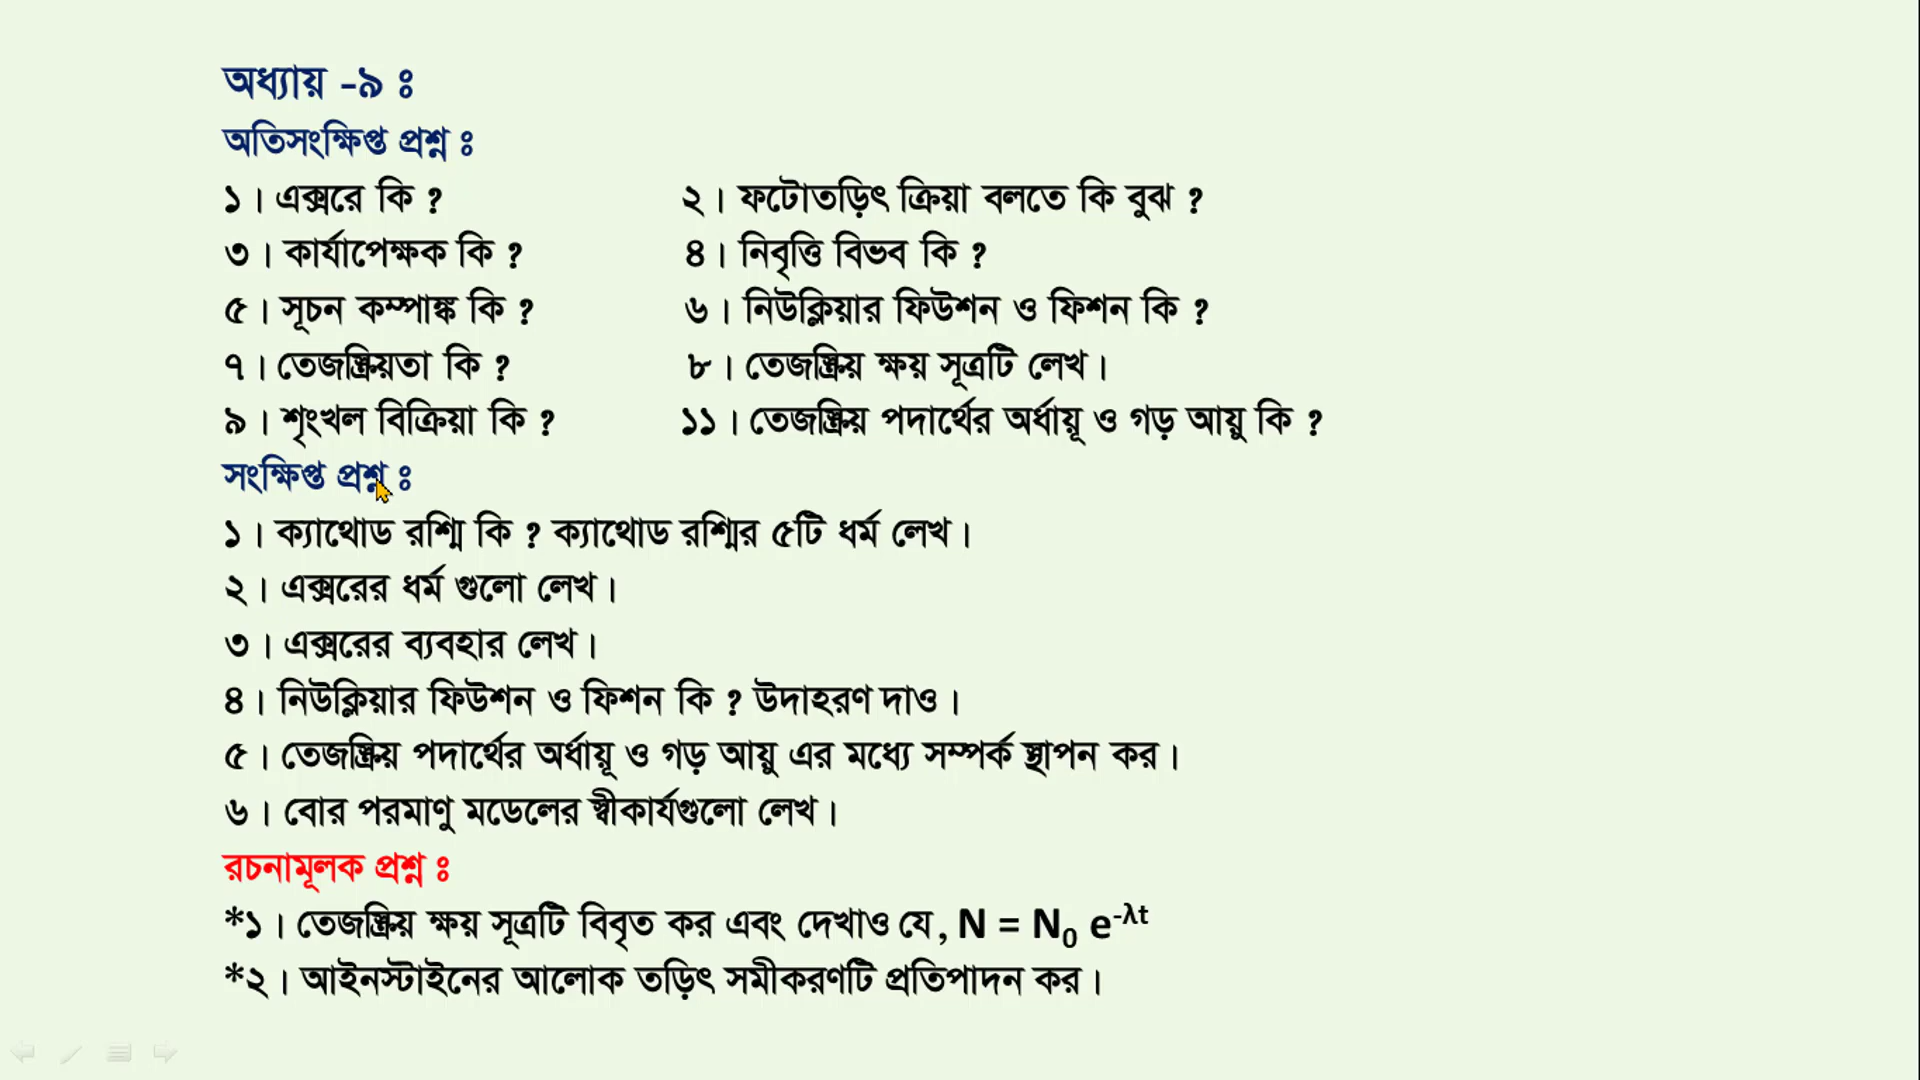 অধ্যায় -৯ ঃ
অতিসংক্ষিপ্ত প্রশ্ন ঃ
১। এক্সরে কি ? ২। ফটোতড়িৎ ক্রিয়া বলতে কি বুঝ ?
৩। কার্যাপেক্ষক কি ? ৪। নিবৃত্তি বিভব কি ?
৫। সূচন কম্পাঙ্ক কি ? ৬। নিউক্লিয়ার ফিউশন ও ফিশন কি ?
৭। তেজস্ক্রিয়তা কি ? ৮। তেজস্ক্রিয় ক্ষয় সূত্রটি লেখ।
৯। শৃংখল বিক্রিয়া কি ? ১১। তেজস্ক্রিয় পদার্থের অর্ধায়ূ ও গড় আয়ু কি ?
সংক্ষিপ্ত প্রশ্ন ঃ
১। ক্যাথোড রশ্মি কি ? ক্যাথোড রশ্মির ৫টি ধর্ম লেখ।
২। এক্সরের ধর্ম গুলো লেখ।
৩। এক্সরের ব্যবহার লেখ।
৪। নিউক্লিয়ার ফিউশন ও ফিশন কি ? উদাহরণ দাও।
৫। তেজস্ক্রিয় পদার্থের অর্ধায়ূ ও গড় আয়ু এর মধ্যে সম্পর্ক স্থাপন কর।
৬। বোর পরমাণু মডেলের স্বীকার্যগুলো লেখ।
রচনামূলক প্রশ্ন ঃ
*১। তেজস্ক্রিয় ক্ষয় সূত্রটি বিবৃত কর এবং দেখাও যে, N = N₀ e^-λt
*২। আইনস্টাইনের আলোক তড়িৎ সমীকরণটি প্রতিপাদন কর।